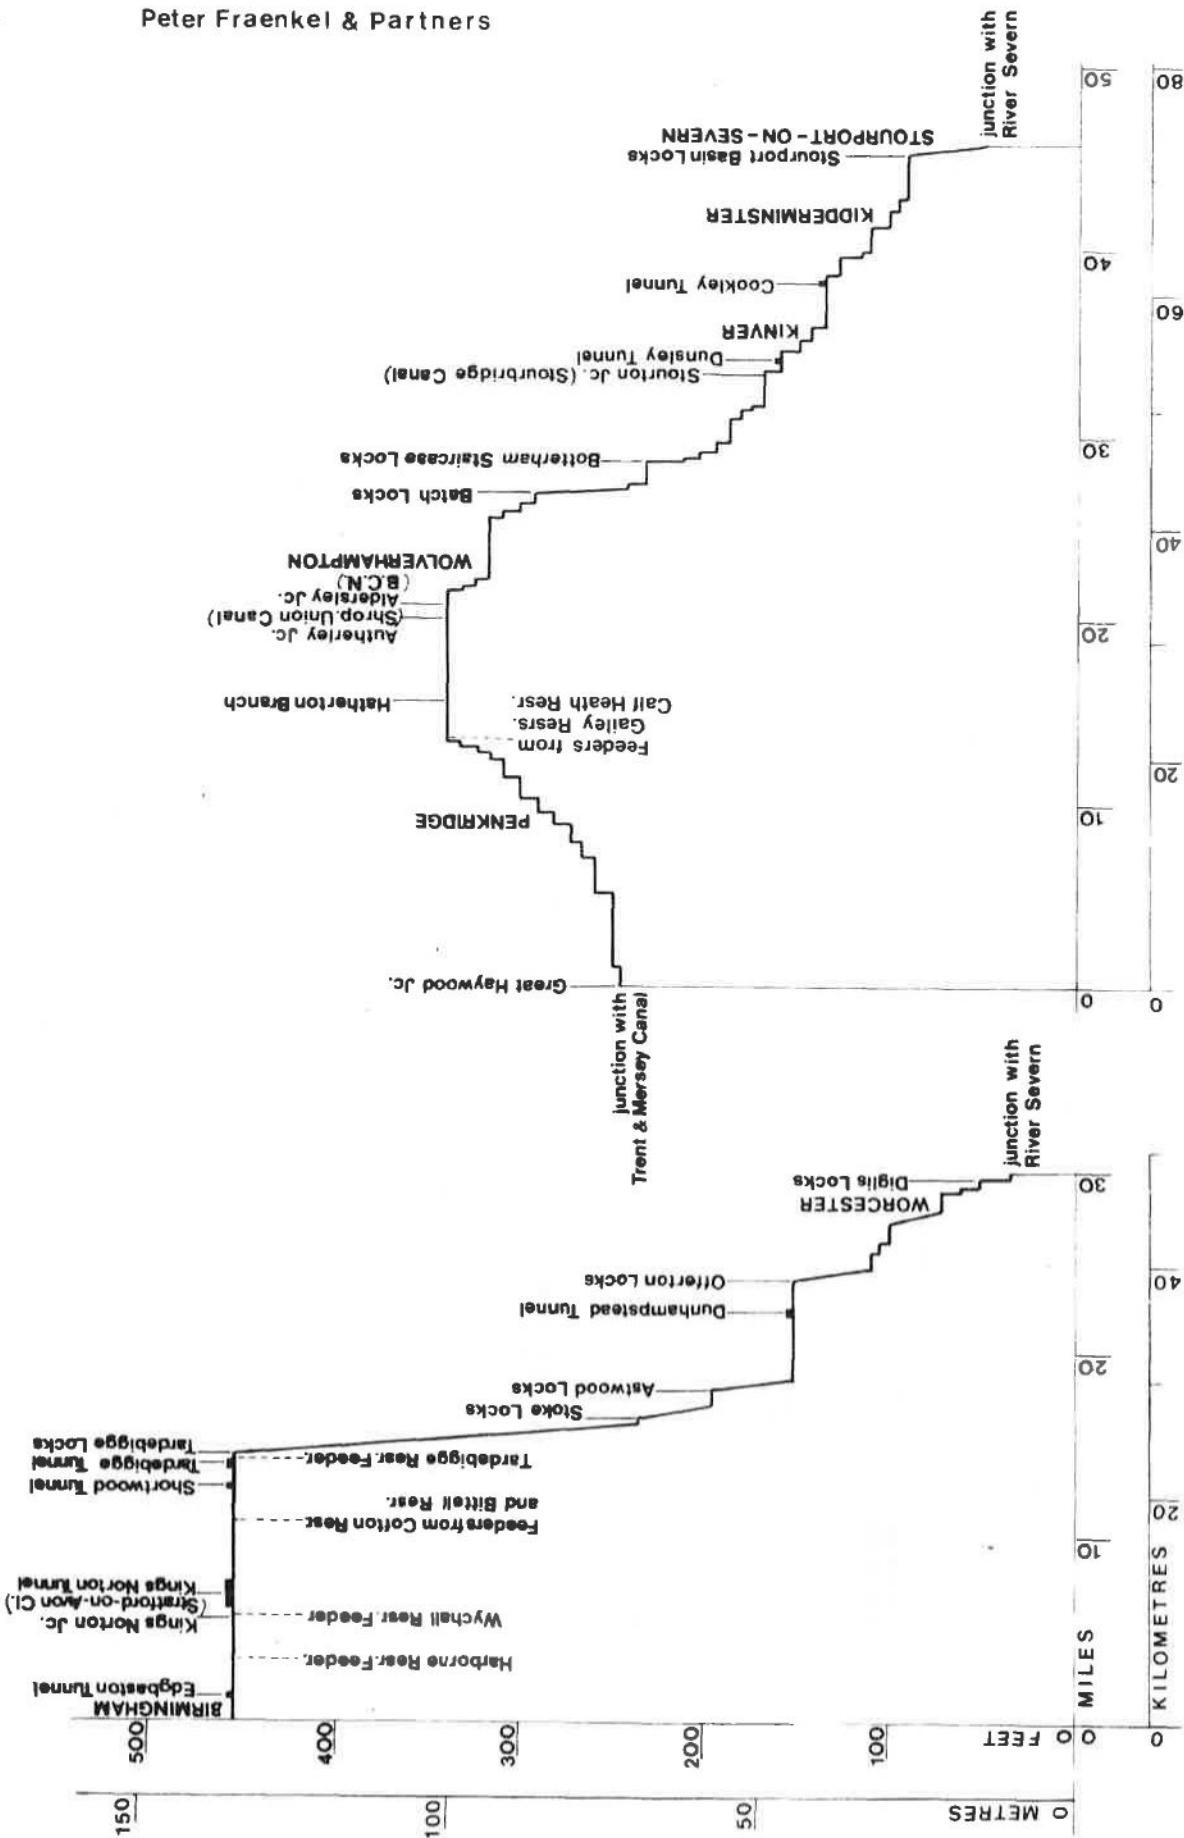 Peter Fraenkel & Partners
junction with
River Severn
STOURPORT-ON-SEVERN
Stourport Basin Locks
KIDDERMINSTER
Cookley Tunnel
KINVER
Dunsley Tunnel
Stourton Jc. (Stourbridge Canal)
Botterham Staircase Locks
Batch Locks
WOLVERHAMPTON
(B.C.N.)
Aldersley Jc.
(Shrop. Union Canal)
Autherley Jc.
Hatherton Branch
Feeders from
Gailey Resrs.
Calf Heath Resr.
PENKRIDGE
Great Haywood Jc.
junction with
Trent & Mersey Canal
50
40
30
20
10
0
80
60
40
20
0
junction with
River Severn
Diglis Locks
WORCESTER
Offerton Locks
Dunhampstead Tunnel
Astwood Locks
Stoke Locks
Tardebigge Locks
Tardebigge Tunnel
Tardebigge Resr. Feeder.
Shortwood Tunnel
Feeders from Cofton Resr.
and Bittell Resr.
Kings Norton Tunnel
(Stratford-on-Avon Cl.)
Kings Norton Jc.
Wychall Resr. Feeder
Harborne Resr. Feeder.
Edgbaston Tunnel
BIRMINGHAM
30
20
10
0
MILES
40
20
0
KILOMETRES
500
400
300
200
100
0
FEET
150
100
50
0
METRES